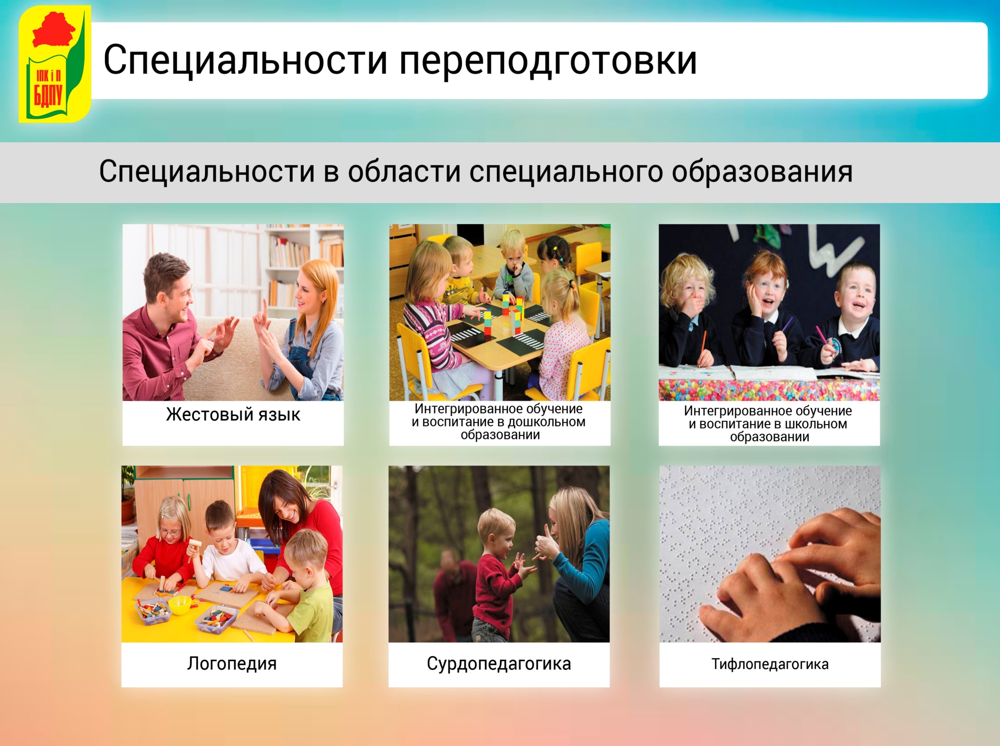 ІПК і П
БДПУ
Специальности переподготовки
Специальности в области специального образования
W
Жестовый язык
Интегрированное обучение
и воспитание в дошкольном
образовании
Интегрированное обучение
и воспитание в школьном
образовании
Логопедия
Сурдопедагогика
Тифлопедагогика